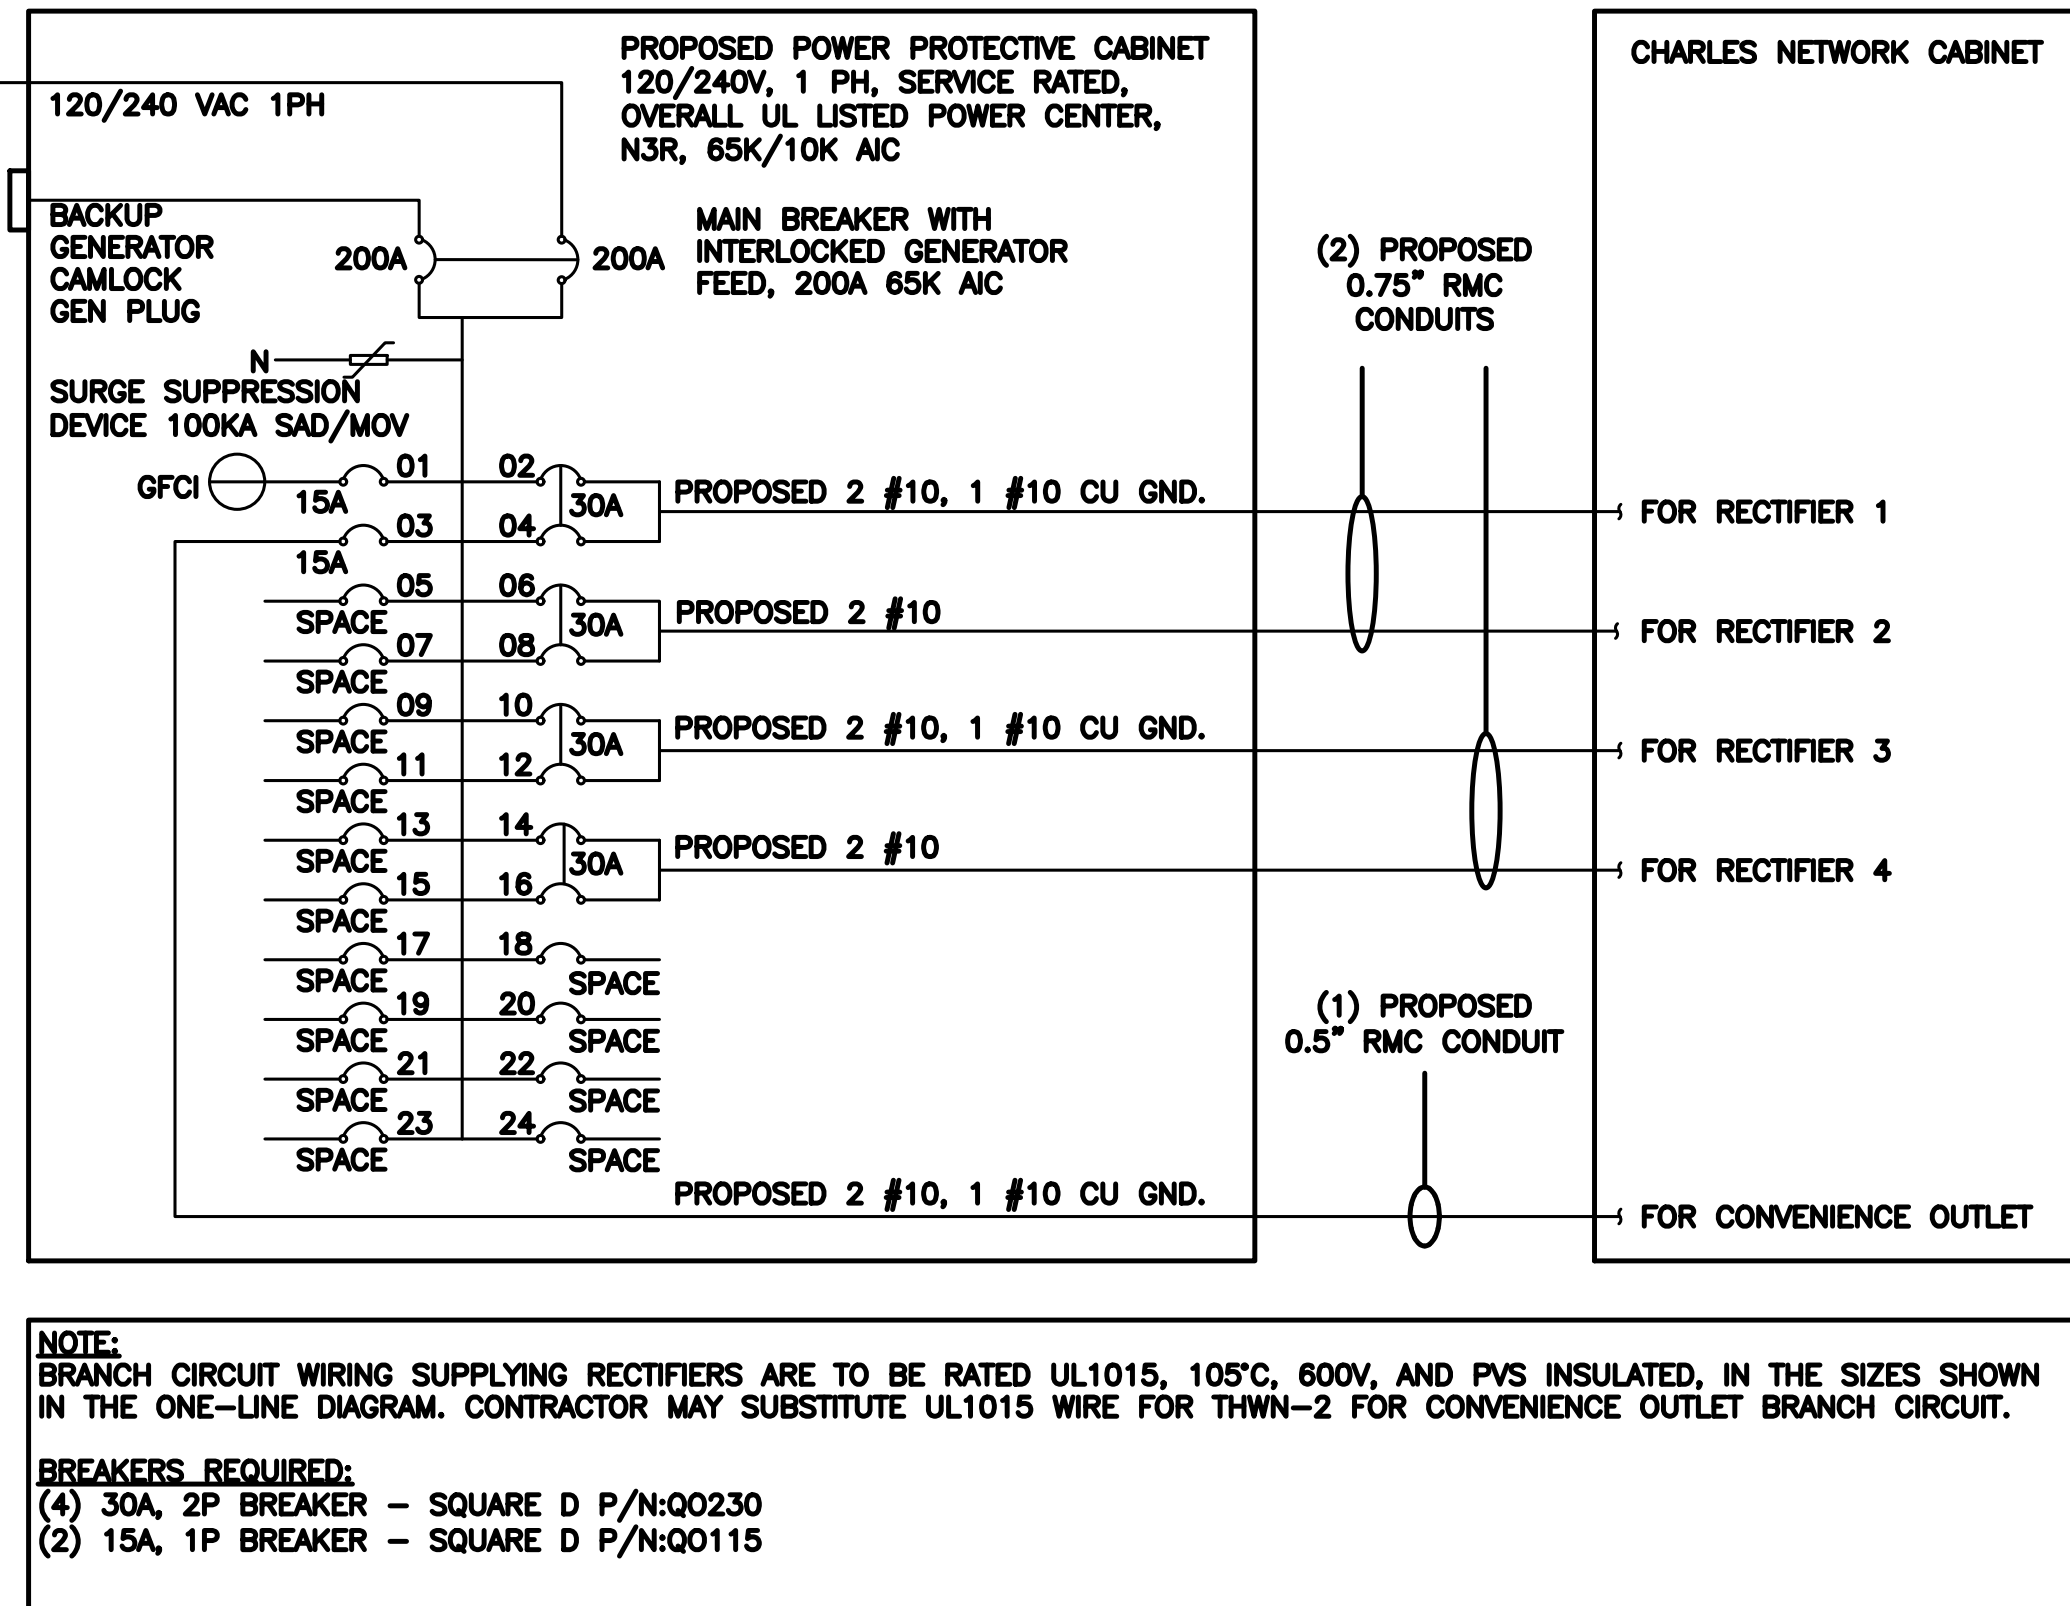 PROPOSED POWER PROTECTIVE CABINET
120/240V, 1 PH, SERVICE RATED,
OVERALL UL LISTED POWER CENTER,
N3R, 65K/10K AIC
CHARLES NETWORK CABINET
120/240 VAC 1PH
BACKUP
GENERATOR
CAMLOCK
GEN PLUG
200A
200A
MAIN BREAKER WITH
INTERLOCKED GENERATOR
FEED, 200A 65K AIC
(2) PROPOSED
0.75" RMC
CONDUITS
N
SURGE SUPPRESSION
DEVICE 100KA SAD/MOV
GFCI
01
02
15A
30A
PROPOSED 2 #10, 1 #10 CU GND.
FOR RECTIFIER 1
03
04
15A
05
06
SPACE
30A
PROPOSED 2 #10
FOR RECTIFIER 2
07
08
SPACE
09
10
SPACE
30A
PROPOSED 2 #10, 1 #10 CU GND.
FOR RECTIFIER 3
11
12
SPACE
13
14
SPACE
30A
PROPOSED 2 #10
FOR RECTIFIER 4
15
16
SPACE
17
18
SPACE
SPACE
19
20
SPACE
SPACE
21
22
SPACE
SPACE
23
24
SPACE
SPACE
(1) PROPOSED
0.5" RMC CONDUIT
PROPOSED 2 #10, 1 #10 CU GND.
FOR CONVENIENCE OUTLET
NOTE:
BRANCH CIRCUIT WIRING SUPPLYING RECTIFIERS ARE TO BE RATED UL1015, 105°C, 600V, AND PVS INSULATED, IN THE SIZES SHOWN
IN THE ONE-LINE DIAGRAM. CONTRACTOR MAY SUBSTITUTE UL1015 WIRE FOR THWN-2 FOR CONVENIENCE OUTLET BRANCH CIRCUIT.
BREAKERS REQUIRED:
(4) 30A, 2P BREAKER - SQUARE D P/N:QO230
(2) 15A, 1P BREAKER - SQUARE D P/N:QO115